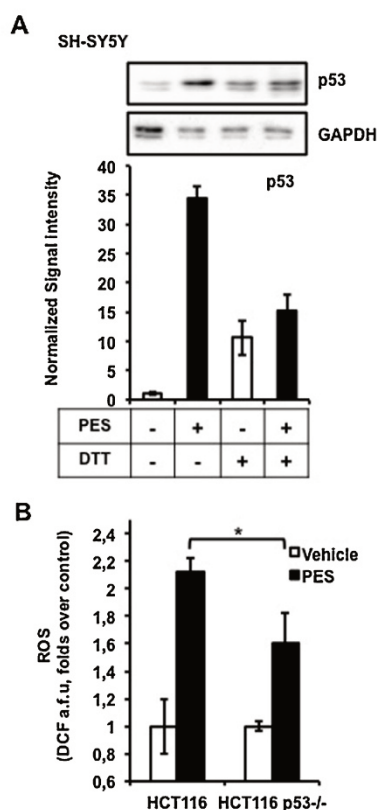 A
SH-SY5Y
p53
GAPDH
p53
Normalized Signal intensity
40
35
30
25
20
15
10
5
0
PES - + - +
DTT - - + +
B
*
Vehicle
PES
ROS
(DCF a.f.u, folds over control)
2,4
2,2
2
1,8
1,6
1,4
1,2
1
0,8
0,6
HCT116 HCT116 p53-/-